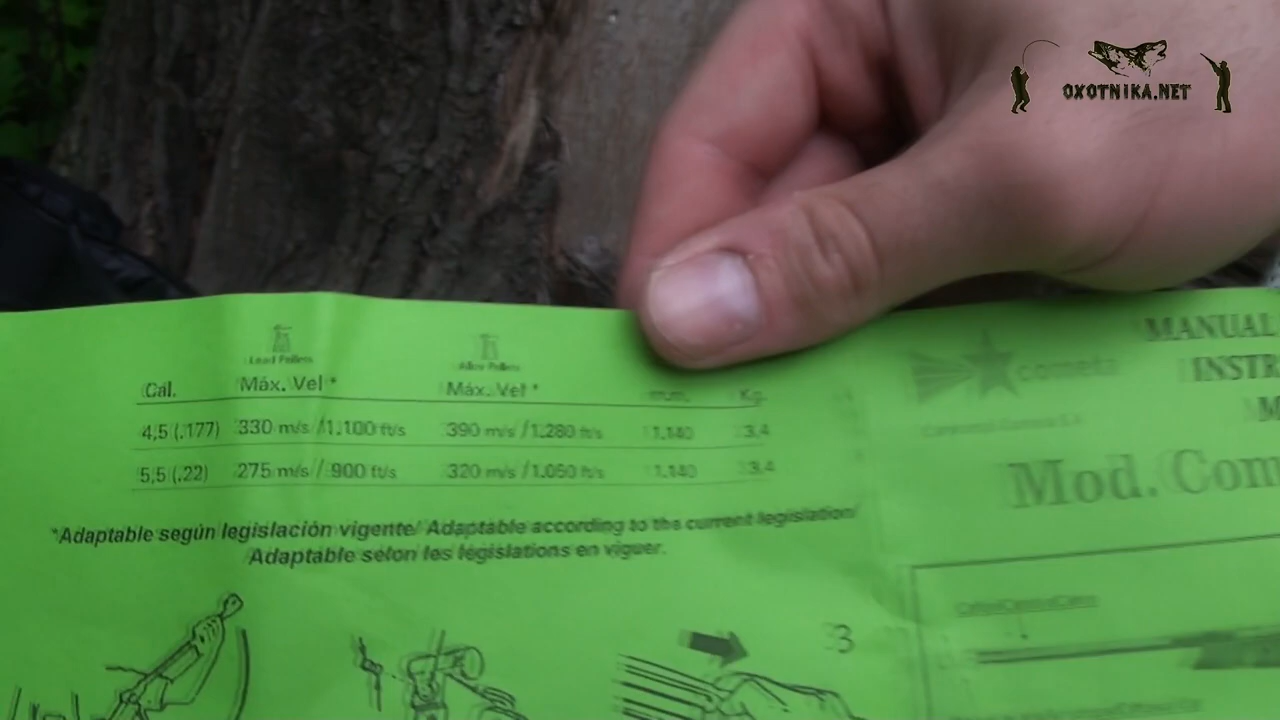 OXOTNIKA.NET
Lead Pellets
Alloy Pellets
Cal. Máx. Vel * Máx. Vel * mm. Kg.
4,5 (.177) 330 m/s /1.100 ft/s 390 m/s /1.280 ft/s 1.140 3,4
5,5 (.22) 275 m/s / 900 ft/s 320 m/s /1.050 ft/s 1.140 3,4
*Adaptable según legislación vigente/ Adaptable according to the current legislation/
Adaptable selon les législations en viguer.
3
cometa
MANUAL
INSTR
M
Mod. Com